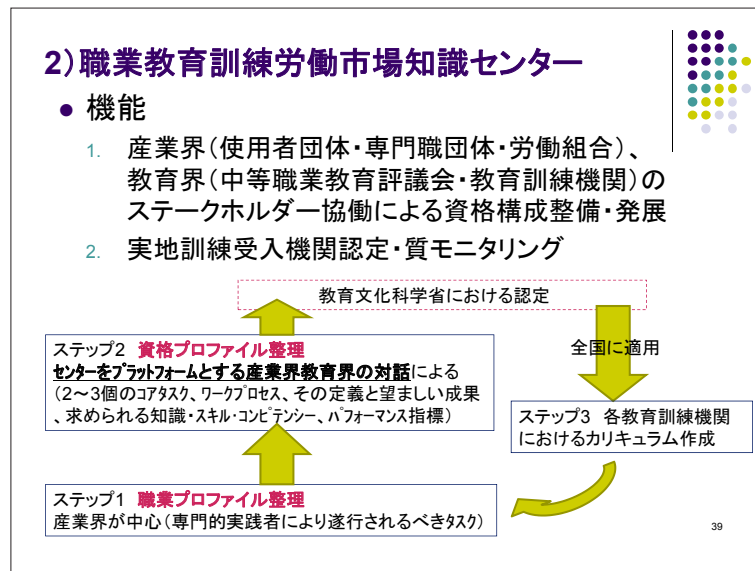 2)職業教育訓練労働市場知識センター
● 機能
1. 産業界(使用者団体・専門職団体・労働組合)、
教育界(中等職業教育評議会・教育訓練機関)の
ステークホルダー協働による資格構成整備・発展
2. 実地訓練受入機関認定・質モニタリング
教育文化科学省における認定
ステップ2 資格プロファイル整理
センターをプラットフォームとする産業界教育界の対話による
(2～3個のコアタスク、ワークプロセス、その定義と望ましい成果
、求められる知識・スキル・コンピテンシー、パフォーマンス指標)
全国に適用
ステップ3 各教育訓練機関
におけるカリキュラム作成
ステップ1 職業プロファイル整理
産業界が中心(専門的実践者により遂行されるべきタスク)
39